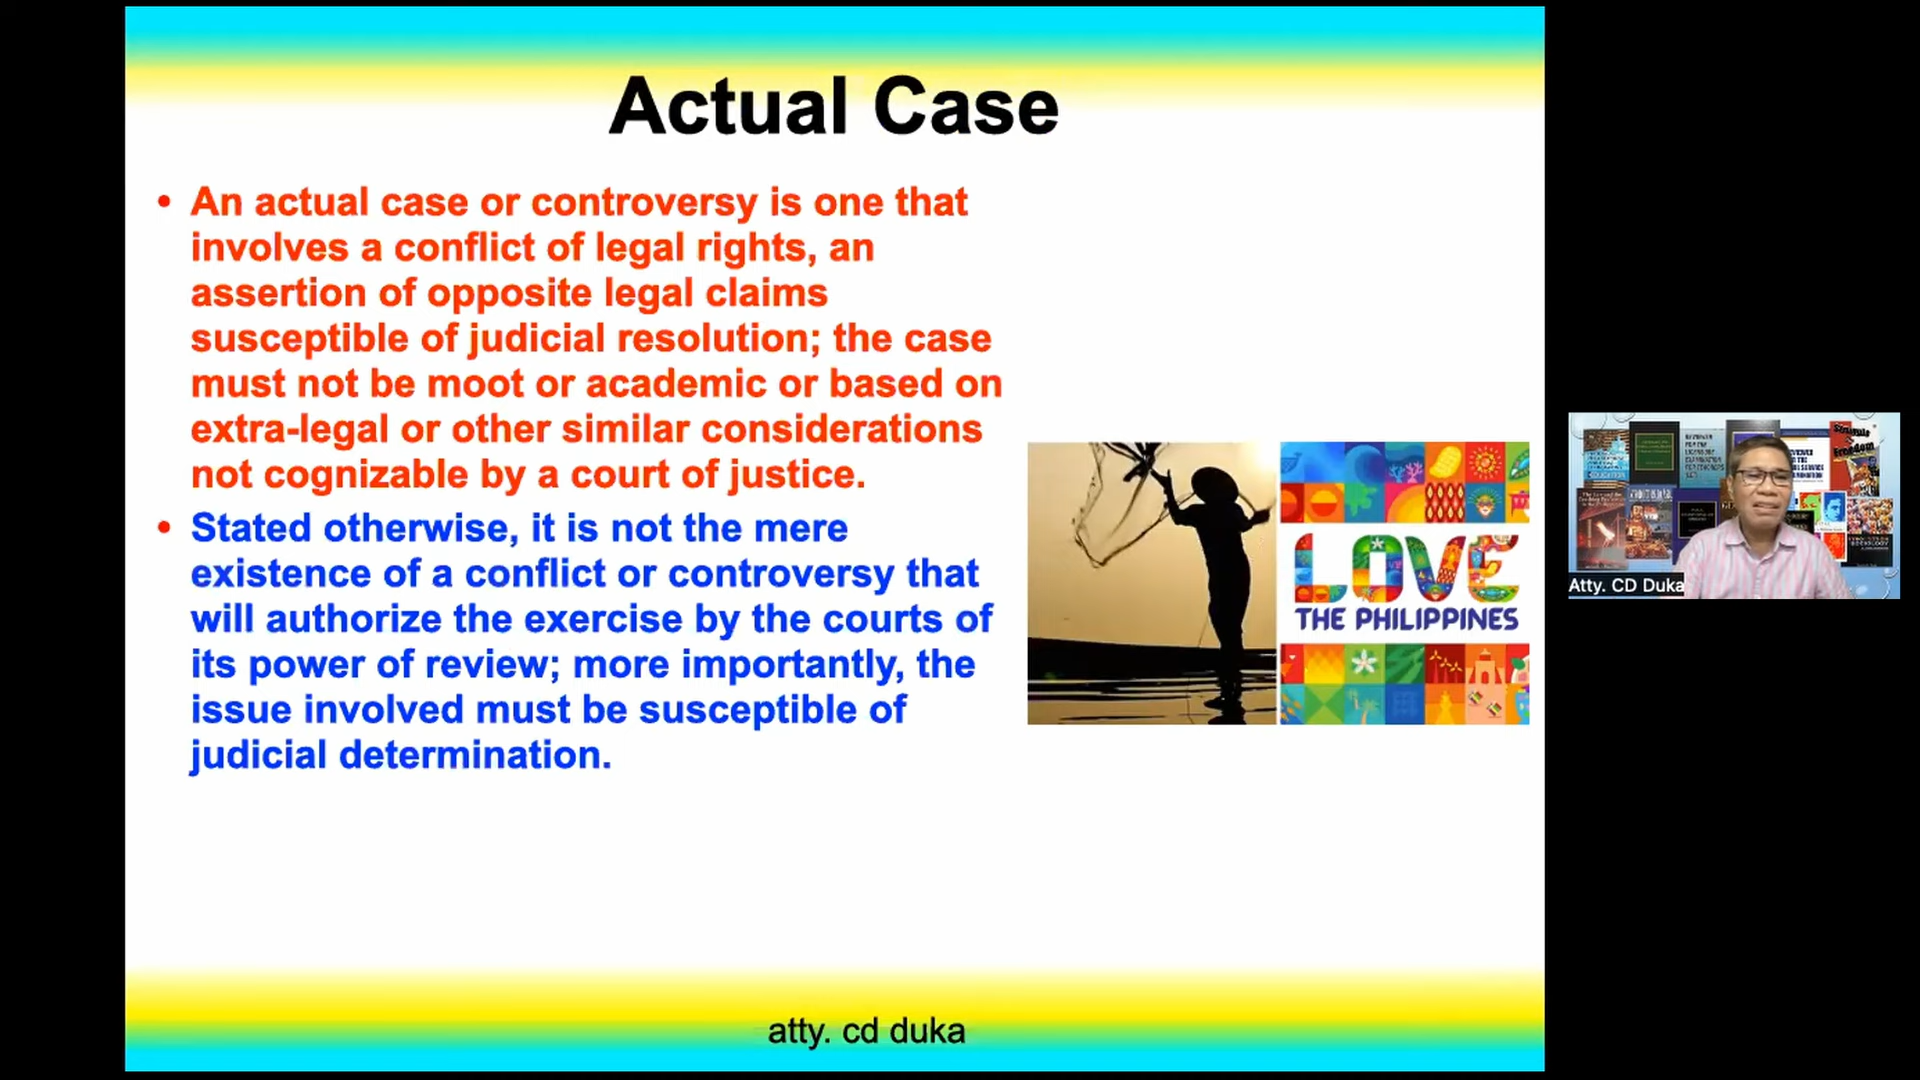 Actual Case
• An actual case or controversy is one that
involves a conflict of legal rights, an
assertion of opposite legal claims
susceptible of judicial resolution; the case
must not be moot or academic or based on
extra-legal or other similar considerations
not cognizable by a court of justice.
• Stated otherwise, it is not the mere
existence of a conflict or controversy that
will authorize the exercise by the courts of
its power of review; more importantly, the
issue involved must be susceptible of
judicial determination.
LOVE
THE PHILIPPINES
atty. cd duka
Freedom
Atty. CD Duka